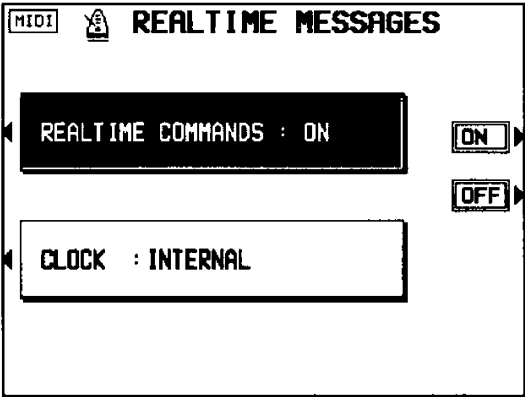 MIDI REALTIME MESSAGES
REALTIME COMMANDS : ON
ON
OFF
CLOCK : INTERNAL